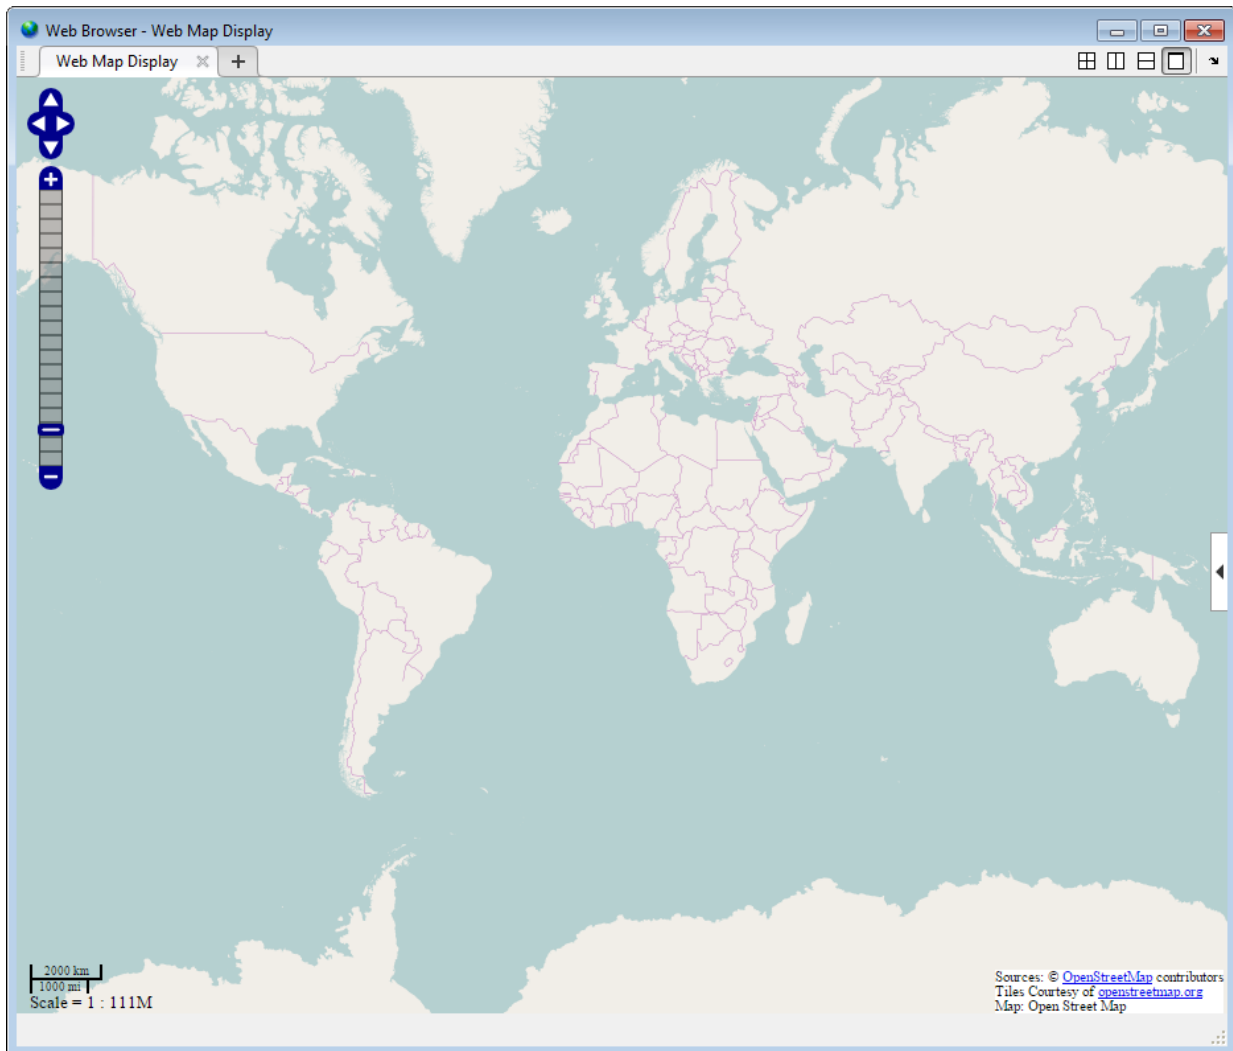 Web Browser - Web Map Display
Web Map Display
2000 km
1000 mi
Scale = 1 : 111M
Sources: © OpenStreetMap contributors
Tiles Courtesy of openstreetmap.org
Map: Open Street Map